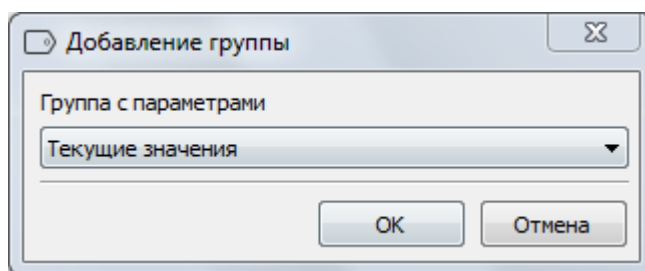 Добавление группы
Группа с параметрами
Текущие значения
OK
Отмена